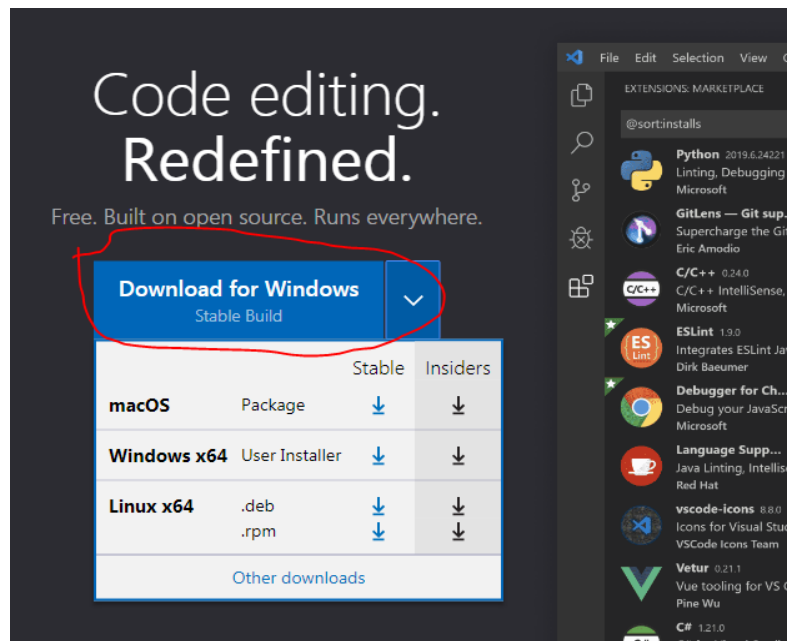 Code editing.
Redefined.
Free. Built on open source. Runs everywhere.
Download for Windows
Stable Build
Stable Insiders
macOS Package
Windows x64 User Installer
Linux x64 .deb
.rpm
Other downloads
File Edit Selection View
EXTENSIONS: MARKETPLACE
@sort:installs
Python 2019.6.24221
Linting, Debugging
Microsoft
GitLens — Git sup...
Supercharge the Git
Eric Amodio
C/C++ 0.24.0
C/C++ IntelliSense,
Microsoft
ESLint 1.9.0
Integrates ESLint Jav
Dirk Baeumer
Debugger for Ch...
Debug your JavaScr
Microsoft
Language Supp...
Java Linting, Intellise
Red Hat
vscode-icons 8.8.0
Icons for Visual Stud
VSCode Icons Team
Vetur 0.21.1
Vue tooling for VS C
Pine Wu
C# 1.21.0
C/C++
ES
Lint